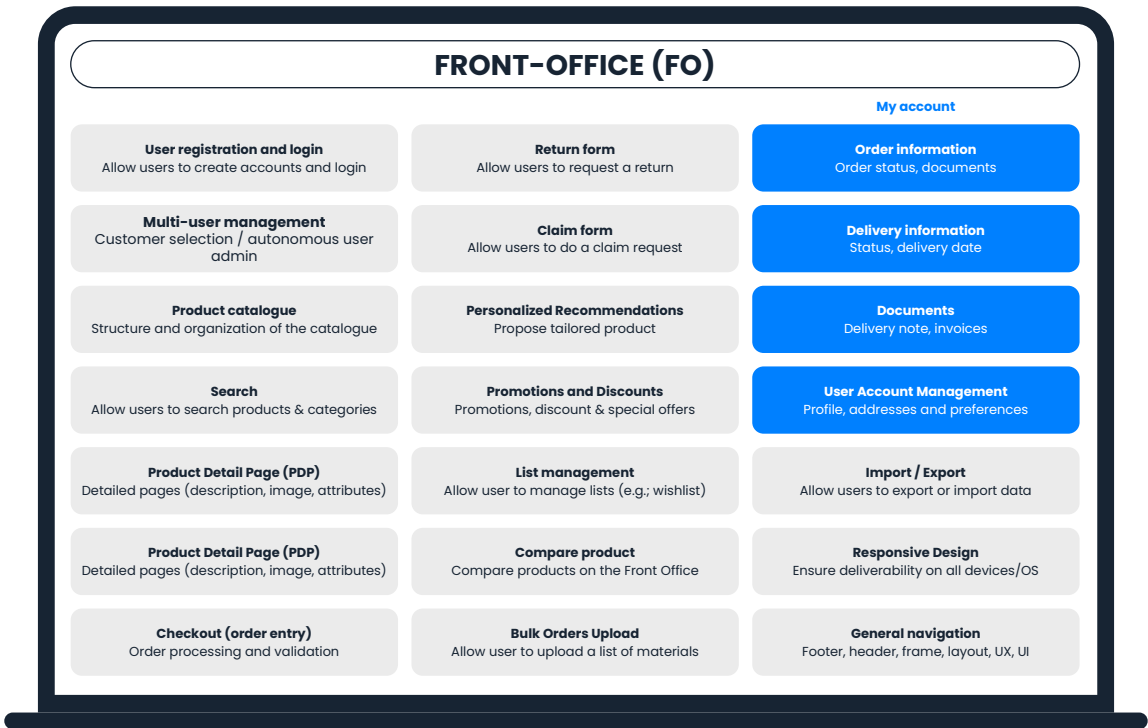 FRONT-OFFICE (FO)
My account
User registration and login
Allow users to create accounts and login
Return form
Allow users to request a return
Order information
Order status, documents
Multi-user management
Customer selection / autonomous user
admin
Claim form
Allow users to do a claim request
Delivery information
Status, delivery date
Product catalogue
Structure and organization of the catalogue
Personalized Recommendations
Propose tailored product
Documents
Delivery note, invoices
Search
Allow users to search products & categories
Promotions and Discounts
Promotions, discount & special offers
User Account Management
Profile, addresses and preferences
Product Detail Page (PDP)
Detailed pages (description, image, attributes)
List management
Allow user to manage lists (e.g.; wishlist)
Import / Export
Allow users to export or import data
Product Detail Page (PDP)
Detailed pages (description, image, attributes)
Compare product
Compare products on the Front Office
Responsive Design
Ensure deliverability on all devices/OS
Checkout (order entry)
Order processing and validation
Bulk Orders Upload
Allow user to upload a list of materials
General navigation
Footer, header, frame, layout, UX, UI